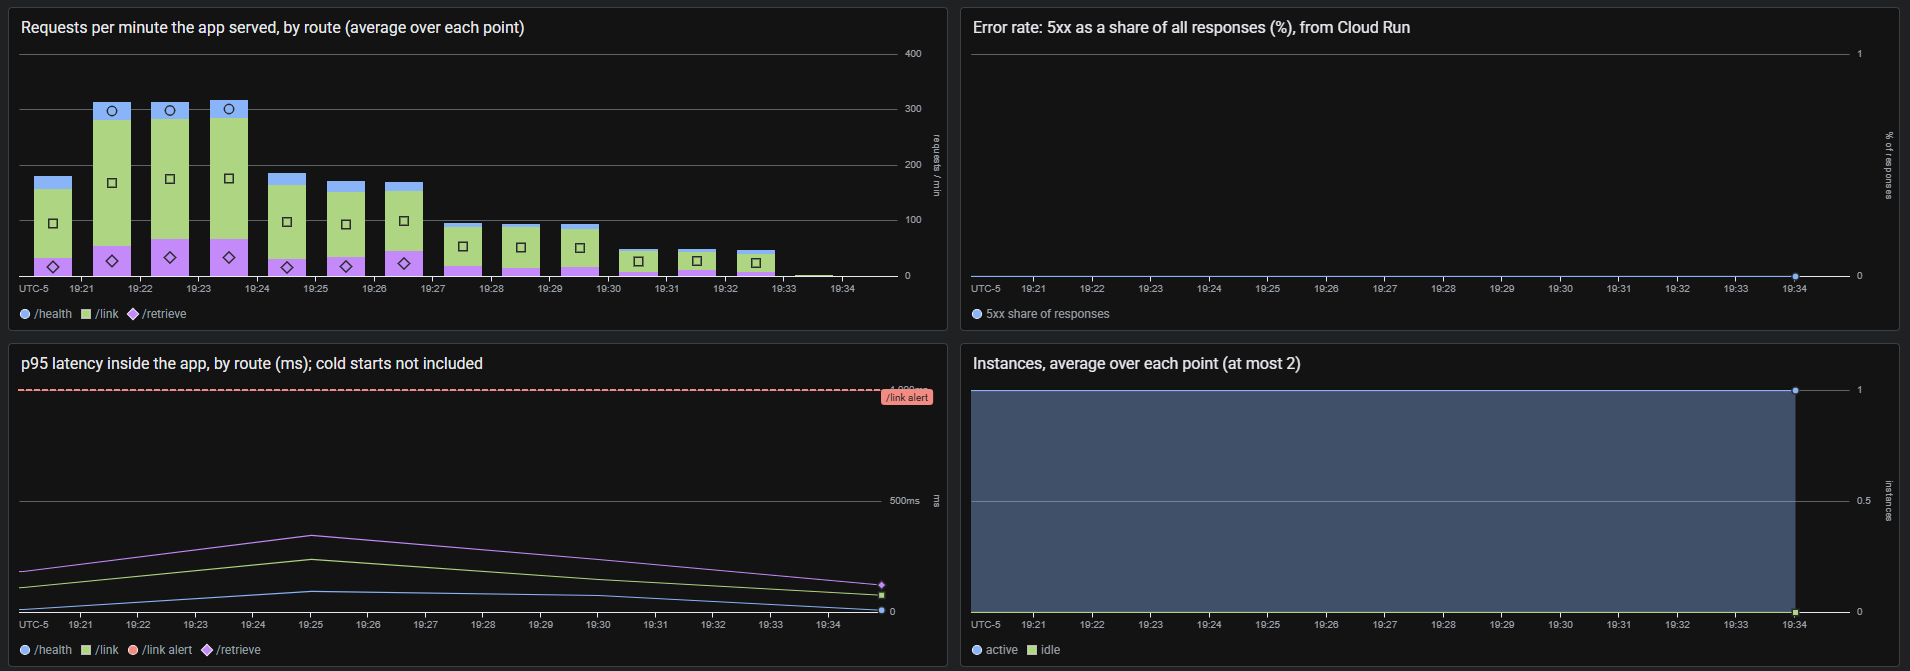 Requests per minute the app served, by route (average over each point)
400
300
200
100
0
requests / min
UTC-5 19:21 19:22 19:23 19:24 19:25 19:26 19:27 19:28 19:29 19:30 19:31 19:32 19:33 19:34
/health /link /retrieve
Error rate: 5xx as a share of all responses (%), from Cloud Run
1
0
% of responses
UTC-5 19:21 19:22 19:23 19:24 19:25 19:26 19:27 19:28 19:29 19:30 19:31 19:32 19:33 19:34
5xx share of responses
p95 latency inside the app, by route (ms); cold starts not included
/link alert
500ms
0
ms
UTC-5 19:21 19:22 19:23 19:24 19:25 19:26 19:27 19:28 19:29 19:30 19:31 19:32 19:33 19:34
/health /link /link alert /retrieve
Instances, average over each point (at most 2)
1
0.5
0
instances
UTC-5 19:21 19:22 19:23 19:24 19:25 19:26 19:27 19:28 19:29 19:30 19:31 19:32 19:33 19:34
active idle